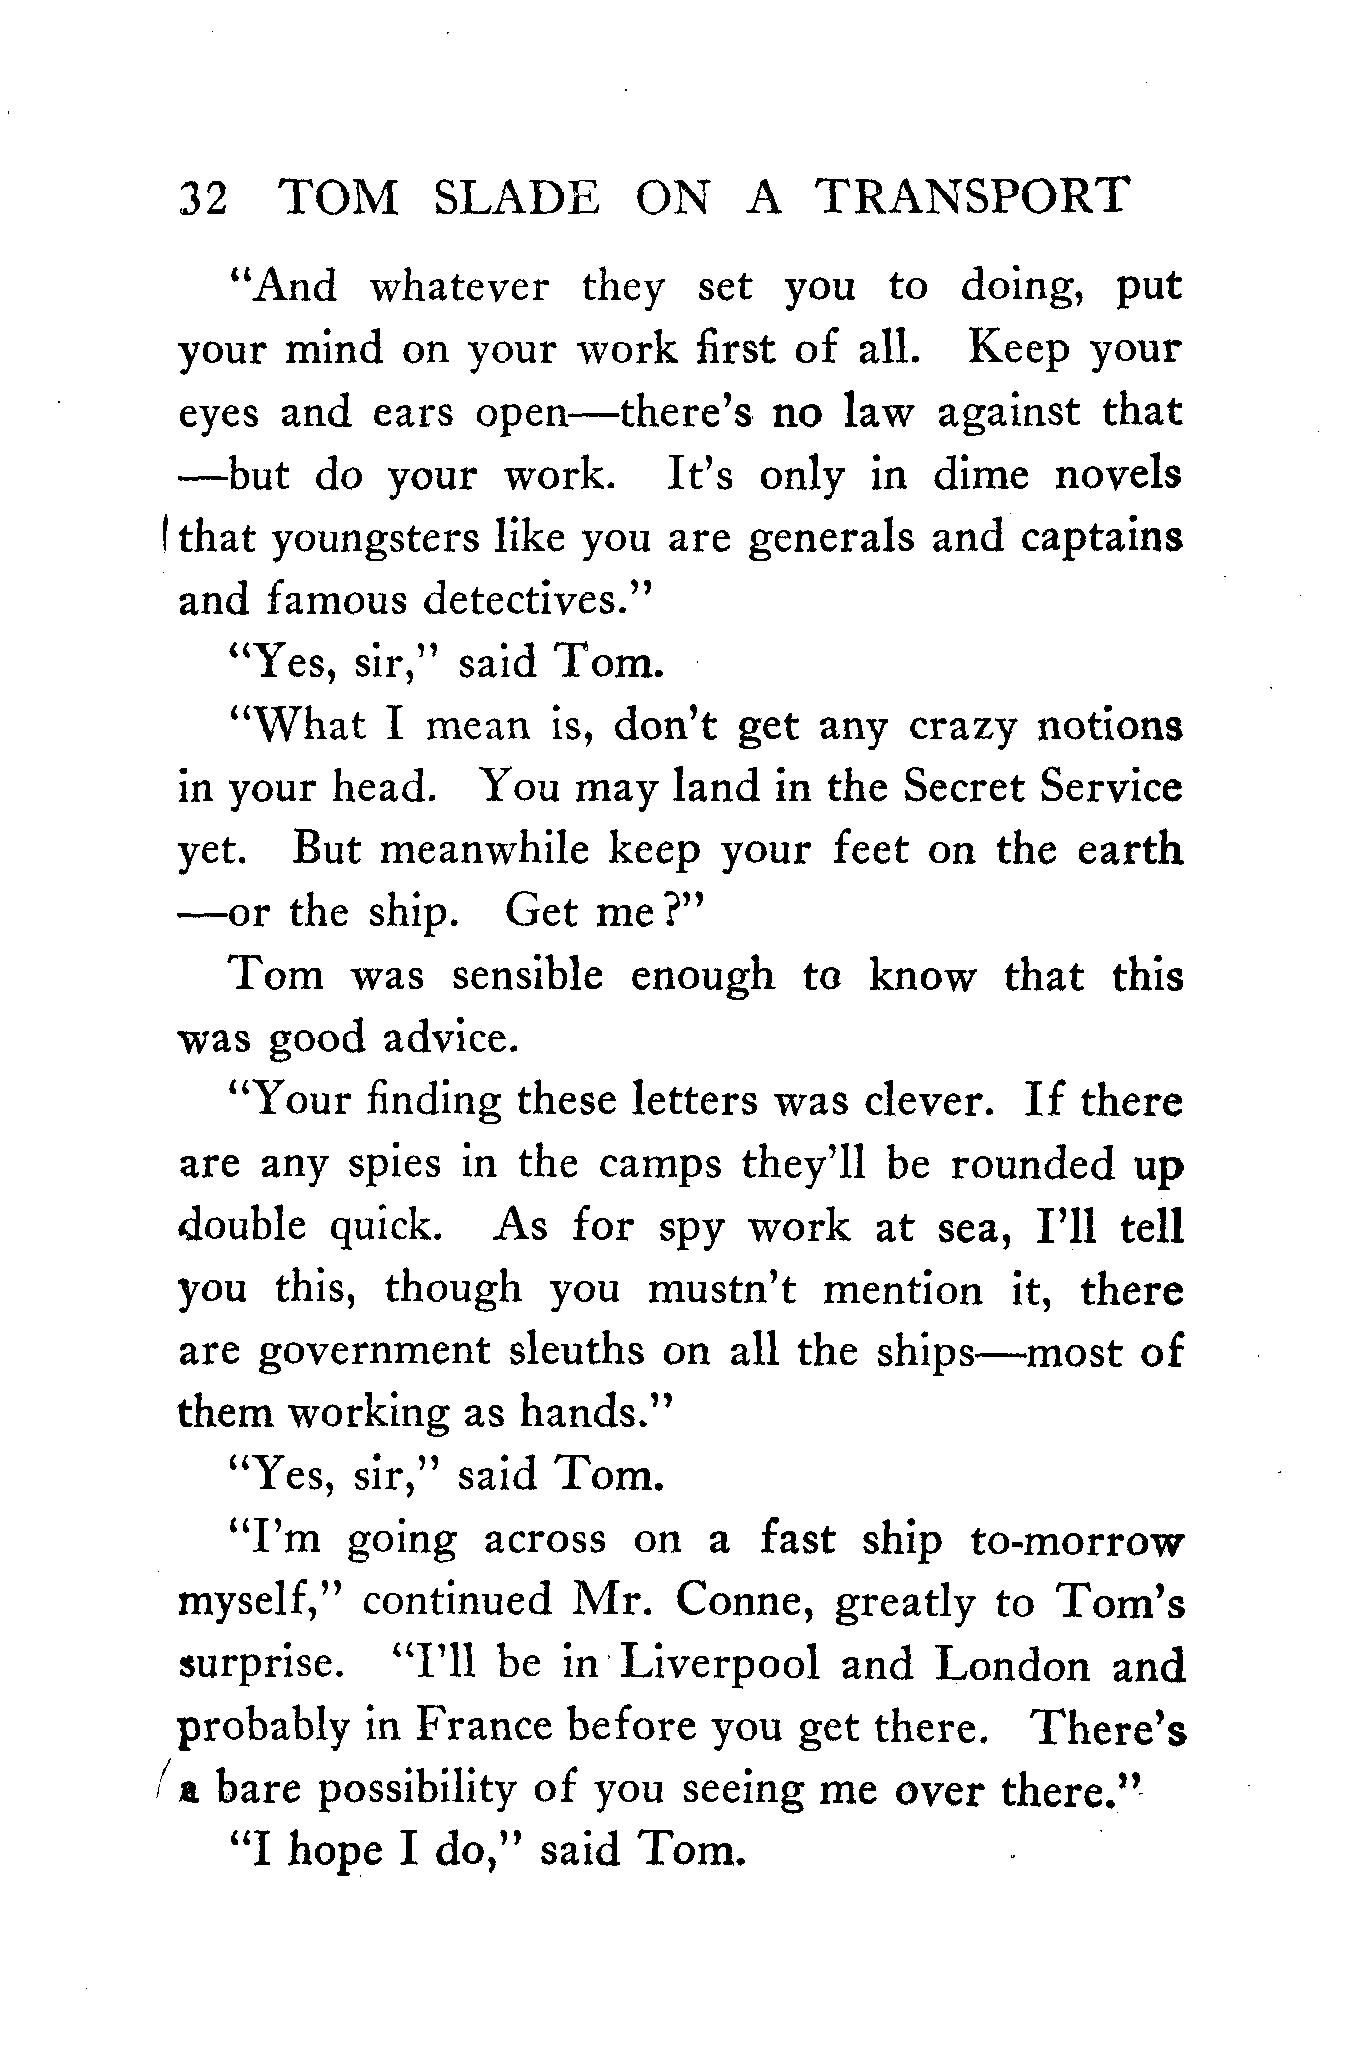 32 TOM SLADE ON A TRANSPORT
"And whatever they set you to doing, put
your mind on your work first of all. Keep your
eyes and ears open—there's no law against that
—but do your work. It's only in dime novels
that youngsters like you are generals and captains
and famous detectives."
"Yes, sir," said Tom.
"What I mean is, don't get any crazy notions
in your head. You may land in the Secret Service
yet. But meanwhile keep your feet on the earth
—or the ship. Get me?"
Tom was sensible enough to know that this
was good advice.
"Your finding these letters was clever. If there
are any spies in the camps they'll be rounded up
double quick. As for spy work at sea, I'll tell
you this, though you mustn't mention it, there
are government sleuths on all the ships—most of
them working as hands."
"Yes, sir," said Tom.
"I'm going across on a fast ship to-morrow
myself," continued Mr. Conne, greatly to Tom's
surprise. "I'll be in Liverpool and London and
probably in France before you get there. There's
a bare possibility of you seeing me over there."
"I hope I do," said Tom.